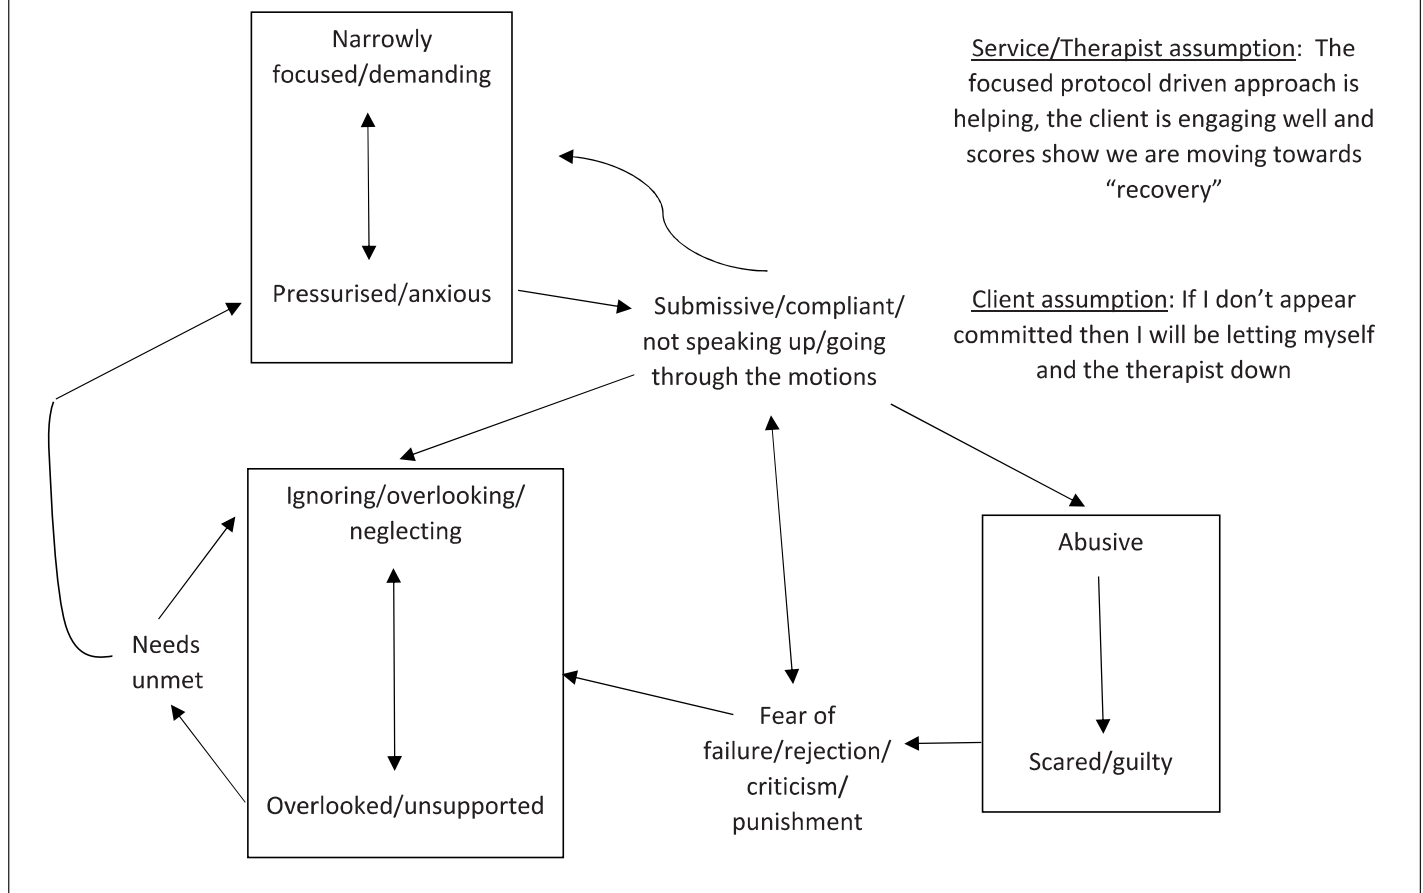 Narrowly
focused/demanding
Pressurised/anxious
Service/Therapist assumption:  The
focused protocol driven approach is
helping, the client is engaging well and
scores show we are moving towards
“recovery”
Submissive/compliant/
not speaking up/going
through the motions
Client assumption: If I don’t appear
committed then I will be letting myself
and the therapist down
Ignoring/overlooking/
neglecting
Overlooked/unsupported
Needs
unmet
Fear of
failure/rejection/
criticism/
punishment
Abusive
Scared/guilty